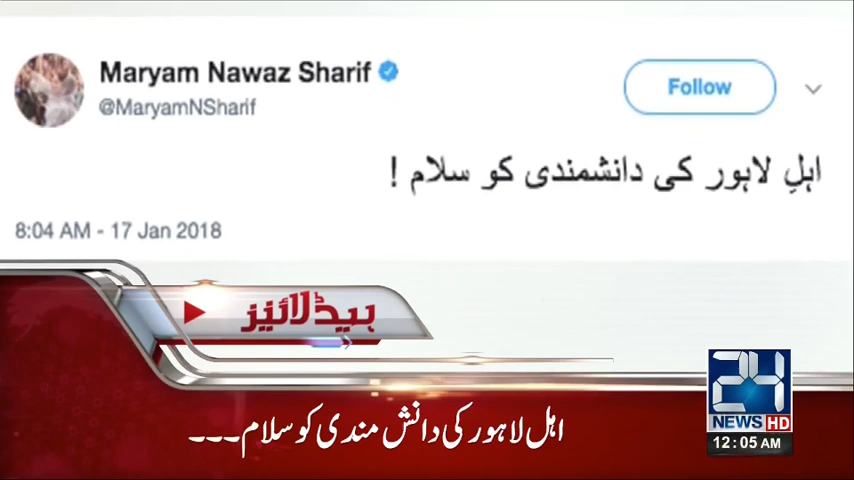 Maryam Nawaz Sharif
@MaryamNSharif
Follow
اہلِ لاہور کی دانشمندی کو سلام !
8:04 AM - 17 Jan 2018
ہیڈلائنز
اہل لاہور کی دانش مندی کو سلام۔۔۔
24
NEWS HD
12:05 AM